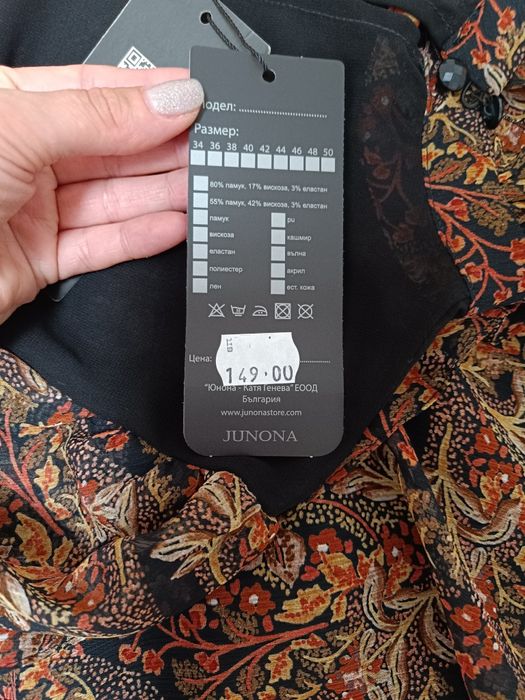 Модел: ........................
Размер:
34 36 38 40 42 44 46 48 50
80% памук, 17% вискоза, 3% еластан
55% памук, 42% вискоза, 3% еластан
памук
pu
вискоза
кашмир
еластан
вълна
полиестер
акрил
лен
ест. кожа
Цена:
149.00
"Юнона - Катя Генева" ЕООД
България
www.junonastore.com
JUNONA